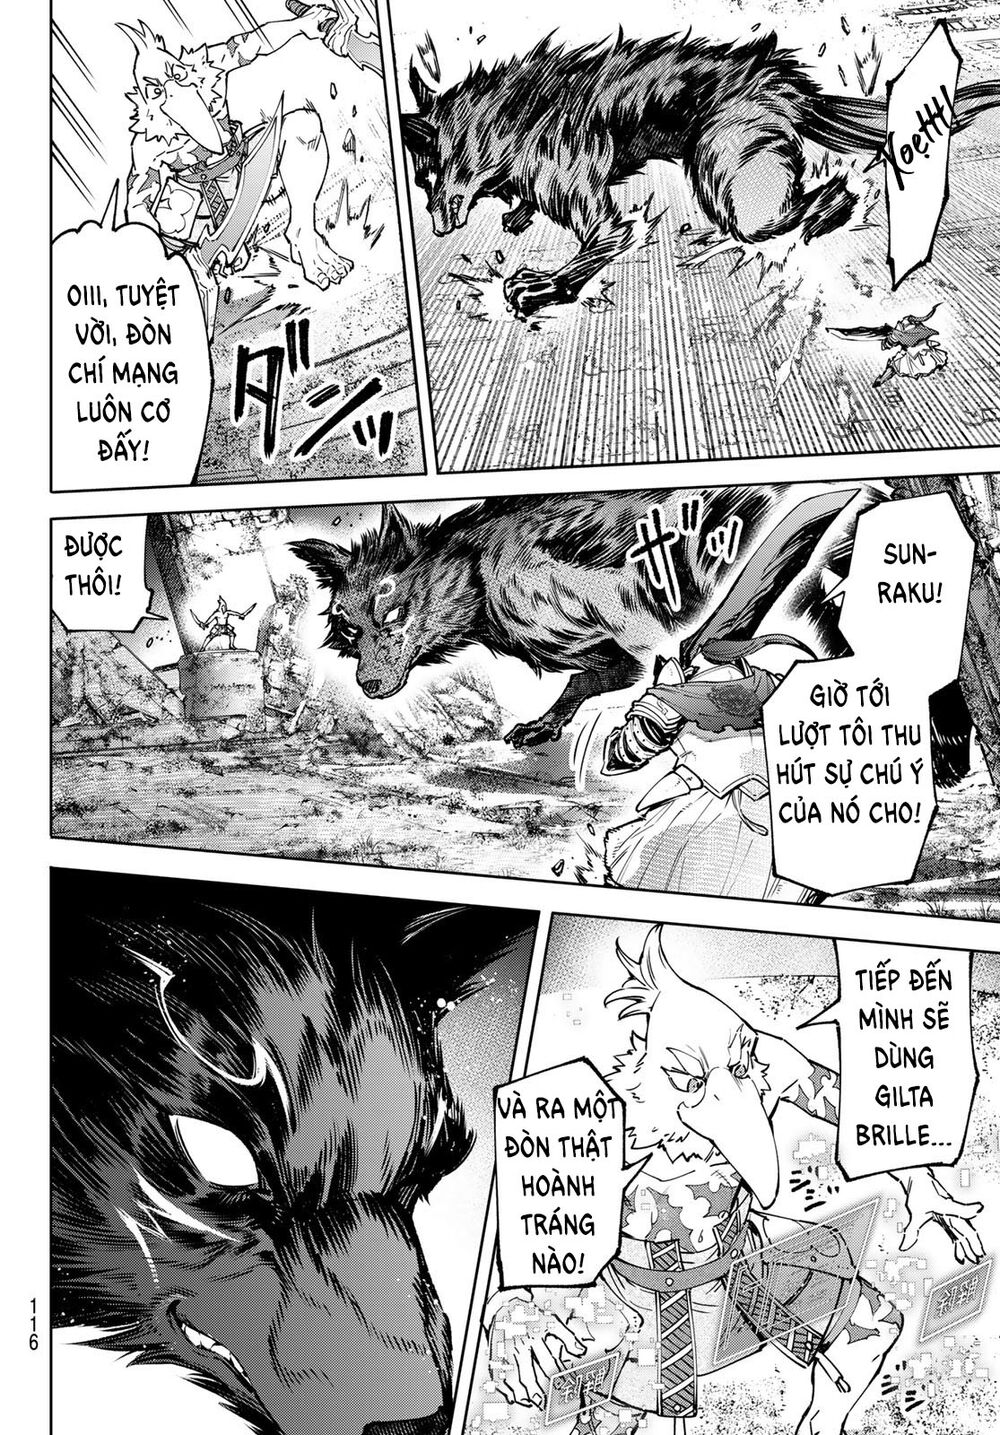 Xoẹttt!
OIII, TUYỆT
VỜI, ĐÒN
CHÍ MẠNG
LUÔN CƠ
ĐẤY!
ダンッ
SUN-
RAKU!
GIỜ TỚI
LƯỢT TÔI THU
HÚT SỰ CHÚ Ý
CỦA NÓ CHO!
ザッ
ĐƯỢC
THÔI!
TIẾP ĐẾN
MÌNH SẼ
DÙNG
GILTA
BRILLE...
VÀ RA MỘT
ĐÒN THẬT
HOÀNH
TRÁNG
NÀO!
116